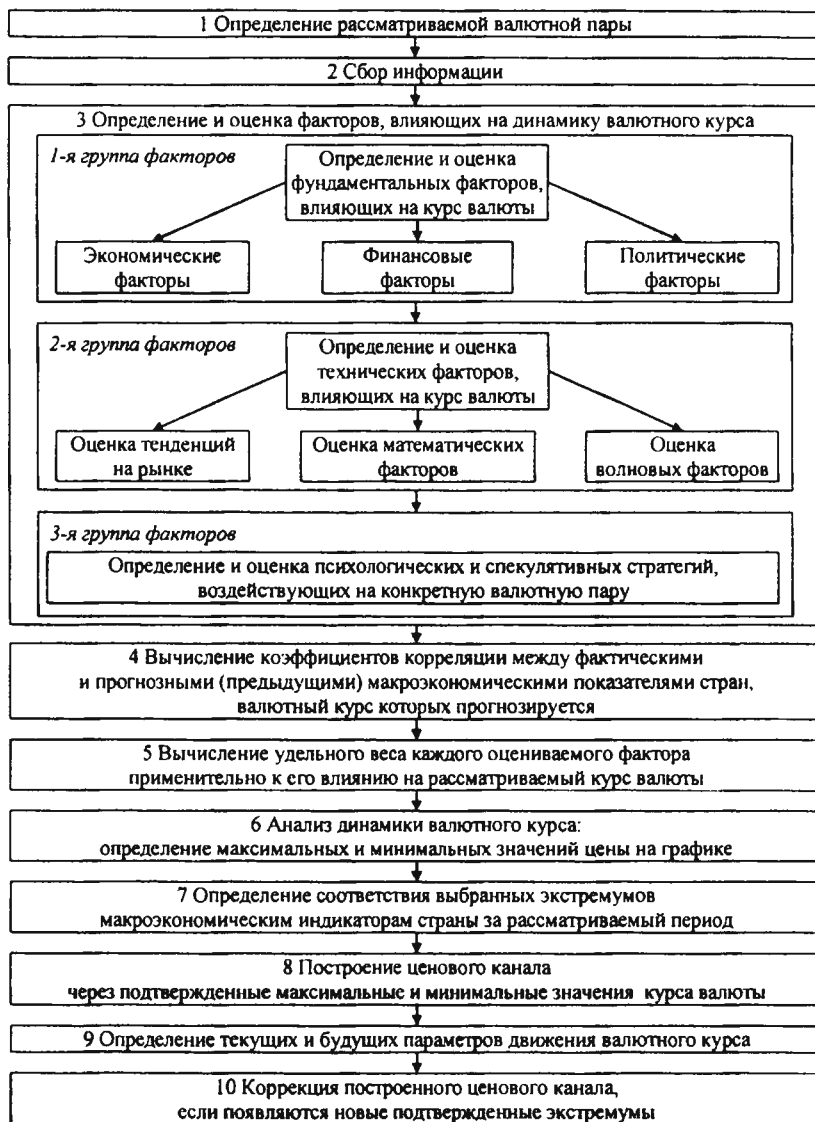 1 Определение рассматриваемой валютной пары
2 Сбор информации
3 Определение и оценка факторов, влияющих на динамику валютного курса
1-я группа факторов
Определение и оценка
фундаментальных факторов,
влияющих на курс валюты
Экономические
факторы
Финансовые
факторы
Политические
факторы
2-я группа факторов
Определение и оценка
технических факторов,
влияющих на курс валюты
Оценка тенденций
на рынке
Оценка математических
факторов
Оценка
волновых факторов
3-я группа факторов
Определение и оценка психологических и спекулятивных стратегий,
воздействующих на конкретную валютную пару
4 Вычисление коэффициентов корреляции между фактическими
и прогнозными (предыдущими) макроэкономическими показателями стран,
валютный курс которых прогнозируется
5 Вычисление удельного веса каждого оцениваемого фактора
применительно к его влиянию на рассматриваемый курс валюты
6 Анализ динамики валютного курса:
определение максимальных и минимальных значений цены на графике
7 Определение соответствия выбранных экстремумов
макроэкономическим индикаторам страны за рассматриваемый период
8 Построение ценового канала
через подтвержденные максимальные и минимальные значения курса валюты
9 Определение текущих и будущих параметров движения валютного курса
10 Коррекция построенного ценового канала,
если появляются новые подтвержденные экстремумы